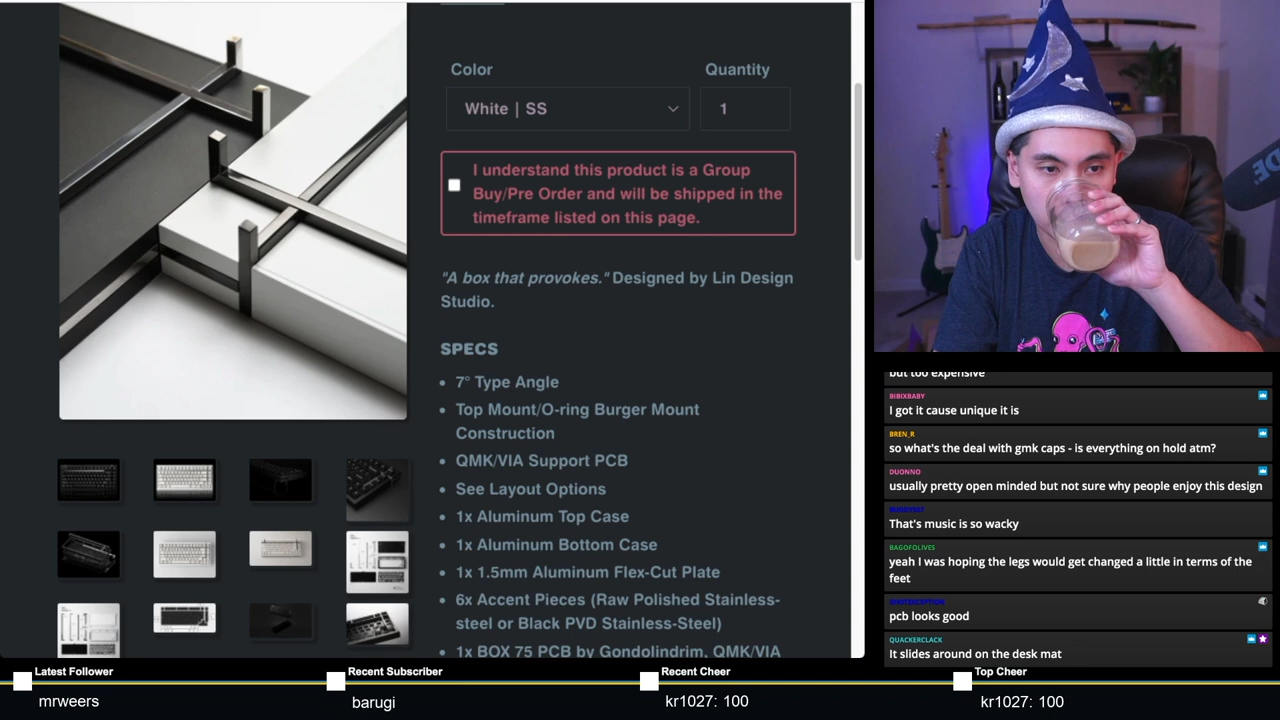 Color
Quantity
White | SS
1
I understand this product is a Group
Buy/Pre Order and will be shipped in the
timeframe listed on this page.
"A box that provokes." Designed by Lin Design
Studio.
SPECS
7° Type Angle
Top Mount/O-ring Burger Mount
Construction
QMK/VIA Support PCB
See Layout Options
1x Aluminum Top Case
1x Aluminum Bottom Case
1x 1.5mm Aluminum Flex-Cut Plate
6x Accent Pieces (Raw Polished Stainless-
steel or Black PVD Stainless-Steel)
1x BOX 75 PCB by Gondolindrim, QMK/VIA
but too expensive
BIBIXBABY
I got it cause unique it is
BREN_R
so what's the deal with gmk caps - is everything on hold atm?
DUONNO
usually pretty open minded but not sure why people enjoy this design
That's music is so wacky
BAGOFOLIVES
yeah I was hoping the legs would get changed a little in terms of the
feet
pcb looks good
QUACKERCLACK
It slides around on the desk mat
Latest Follower
mrweers
Recent Subscriber
barugi
Recent Cheer
kr1027: 100
Top Cheer
kr1027: 100